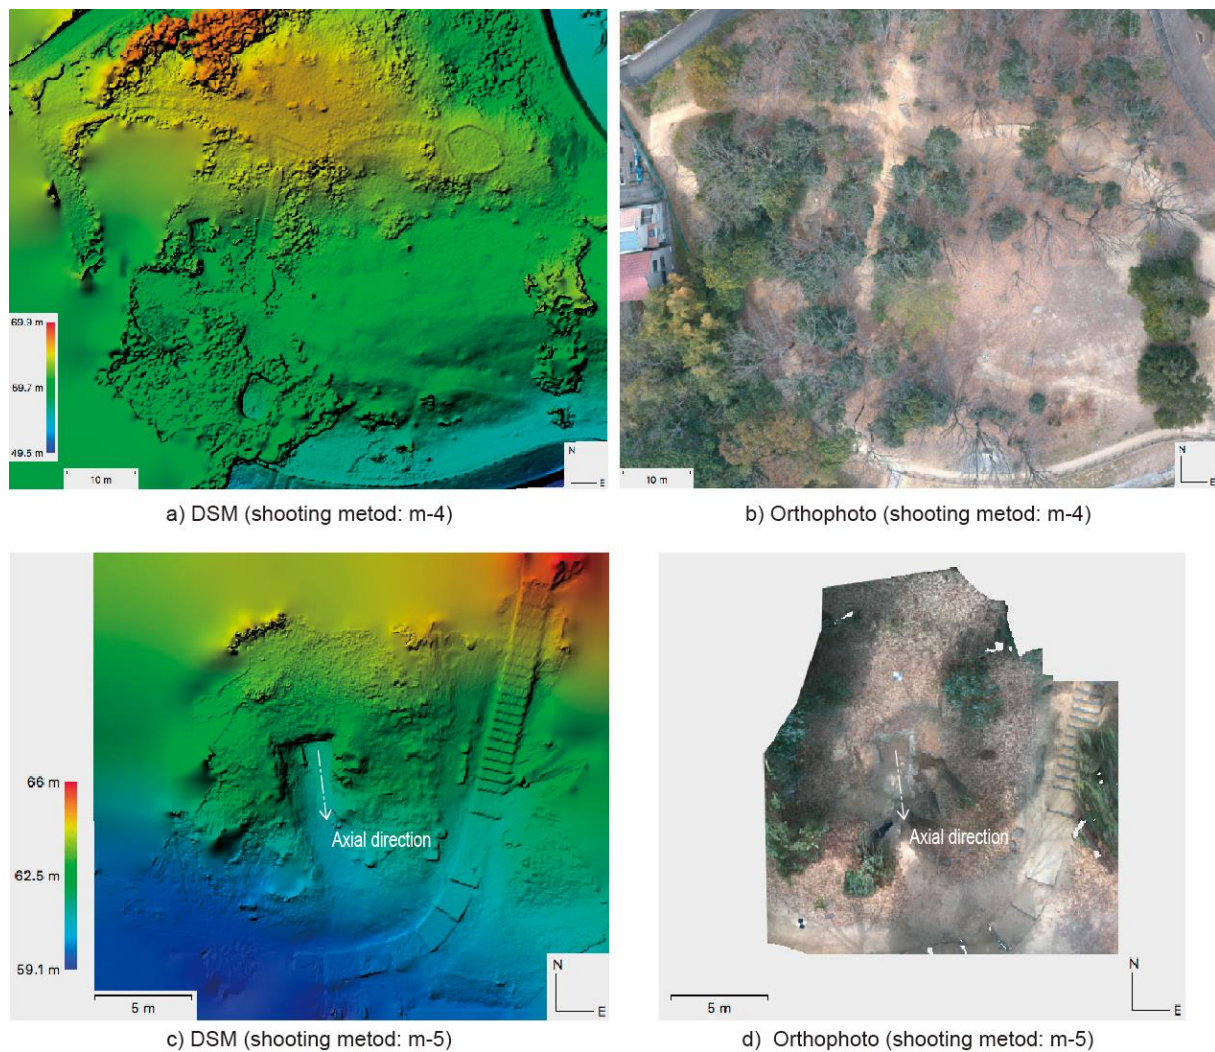 69.9 m
59.7 m
49.5 m
10 m
N
E
10 m
N
E
a) DSM (shooting metod: m-4)
b) Orthophoto (shooting metod: m-4)
Axial direction
66 m
62.5 m
59.1 m
5 m
N
E
Axial direction
5 m
N
E
c) DSM (shooting metod: m-5)
d) Orthophoto (shooting metod: m-5)